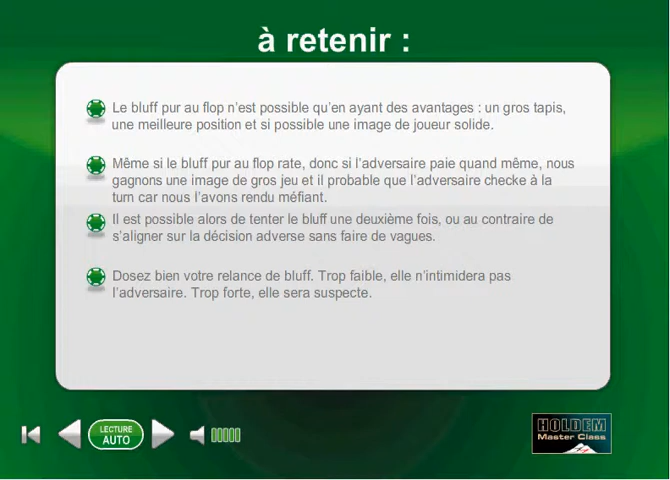 à retenir :
Le bluff pur au flop n'est possible qu'en ayant des avantages : un gros tapis,
une meilleure position et si possible une image de joueur solide.
Même si le bluff pur au flop rate, donc si l'adversaire paie quand même, nous
gagnons une image de gros jeu et il probable que l'adversaire checke à la
turn car nous l'avons rendu méfiant.
Il est possible alors de tenter le bluff une deuxième fois, ou au contraire de
s'aligner sur la décision adverse sans faire de vagues.
Dosez bien votre relance de bluff. Trop faible, elle n'intimidera pas
l'adversaire. Trop forte, elle sera suspecte.
LECTURE
AUTO
HOLDEM
Master Class